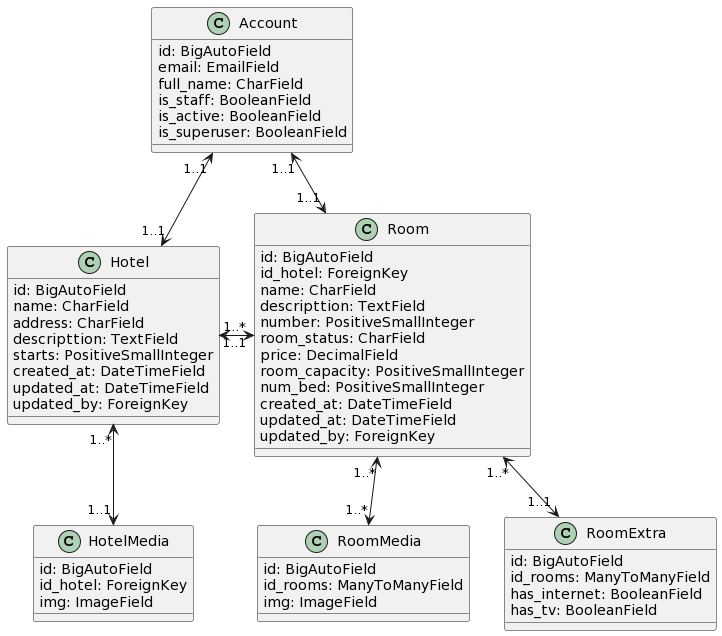 C Account
id: BigAutoField
email: EmailField
full_name: CharField
is_staff: BooleanField
is_active: BooleanField
is_superuser: BooleanField
1..1
1..1
1..1
1..1
C Hotel
id: BigAutoField
name: CharField
address: CharField
descripttion: TextField
starts: PositiveSmallInteger
created_at: DateTimeField
updated_at: DateTimeField
updated_by: ForeignKey
1..*
1..1
C Room
id: BigAutoField
id_hotel: ForeignKey
name: CharField
descripttion: TextField
number: PositiveSmallInteger
room_status: CharField
price: DecimalField
room_capacity: PositiveSmallInteger
num_bed: PositiveSmallInteger
created_at: DateTimeField
updated_at: DateTimeField
updated_by: ForeignKey
1..*
1..1
1..*
1..*
1..*
1..1
C HotelMedia
id: BigAutoField
id_hotel: ForeignKey
img: ImageField
C RoomMedia
id: BigAutoField
id_rooms: ManyToManyField
img: ImageField
C RoomExtra
id: BigAutoField
id_rooms: ManyToManyField
has_internet: BooleanField
has_tv: BooleanField